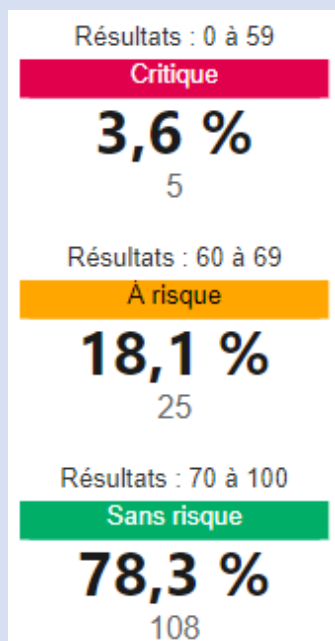 Résultats : 0 à 59
Critique
3,6 %
5
Résultats : 60 à 69
À risque
18,1 %
25
Résultats : 70 à 100
Sans risque
78,3 %
108